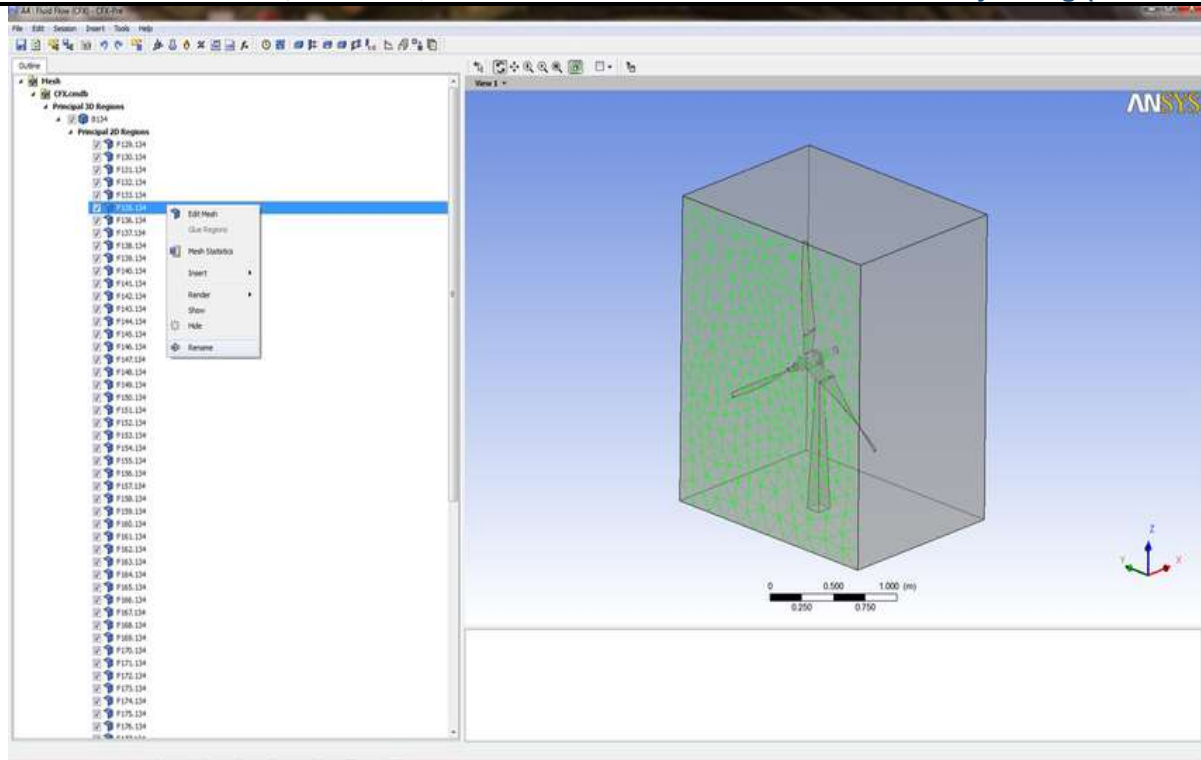 A4 : Fluid Flow (CFX) - CFX-Pre
File Edit Session Insert Tools Help
Outline
Mesh
CFX.cmdb
Principal 3D Regions
B134
Principal 2D Regions
F129.134
F130.134
F131.134
F132.134
F133.134
F135.134
F136.134
F137.134
F138.134
F139.134
F140.134
F141.134
F142.134
F143.134
F144.134
F145.134
F146.134
F147.134
F148.134
F149.134
F150.134
F151.134
F152.134
F153.134
F154.134
F155.134
F156.134
F157.134
F158.134
F159.134
F160.134
F161.134
F162.134
F163.134
F164.134
F165.134
F166.134
F167.134
F168.134
F169.134
F170.134
F171.134
F172.134
F173.134
F174.134
F175.134
F176.134
Edit Mesh
Glue Regions
Mesh Statistics
Insert
Render
Show
Hide
Rename
View 1
ANSYS
Z
Y X
0 0.500 1.000 (m)
0.250 0.750